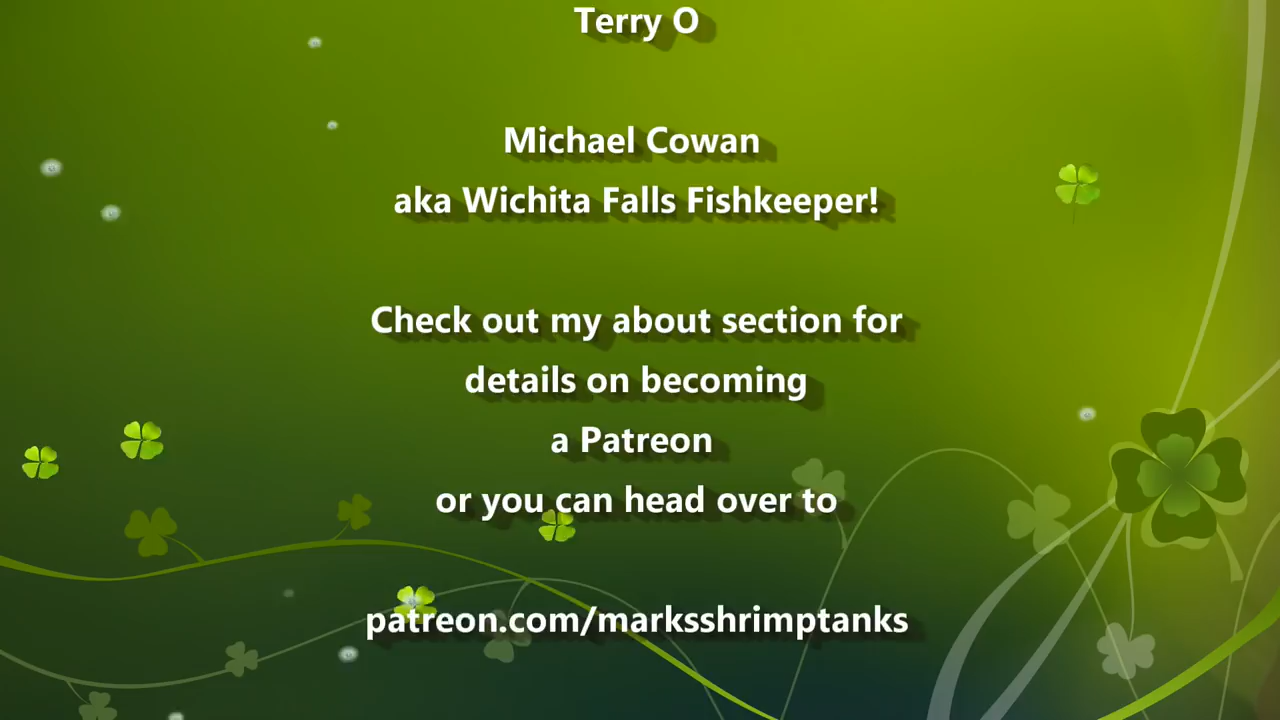 Terry O
Michael Cowan
aka Wichita Falls Fishkeeper!
Check out my about section for
details on becoming
a Patreon
or you can head over to
patreon.com/marksshrimptanks